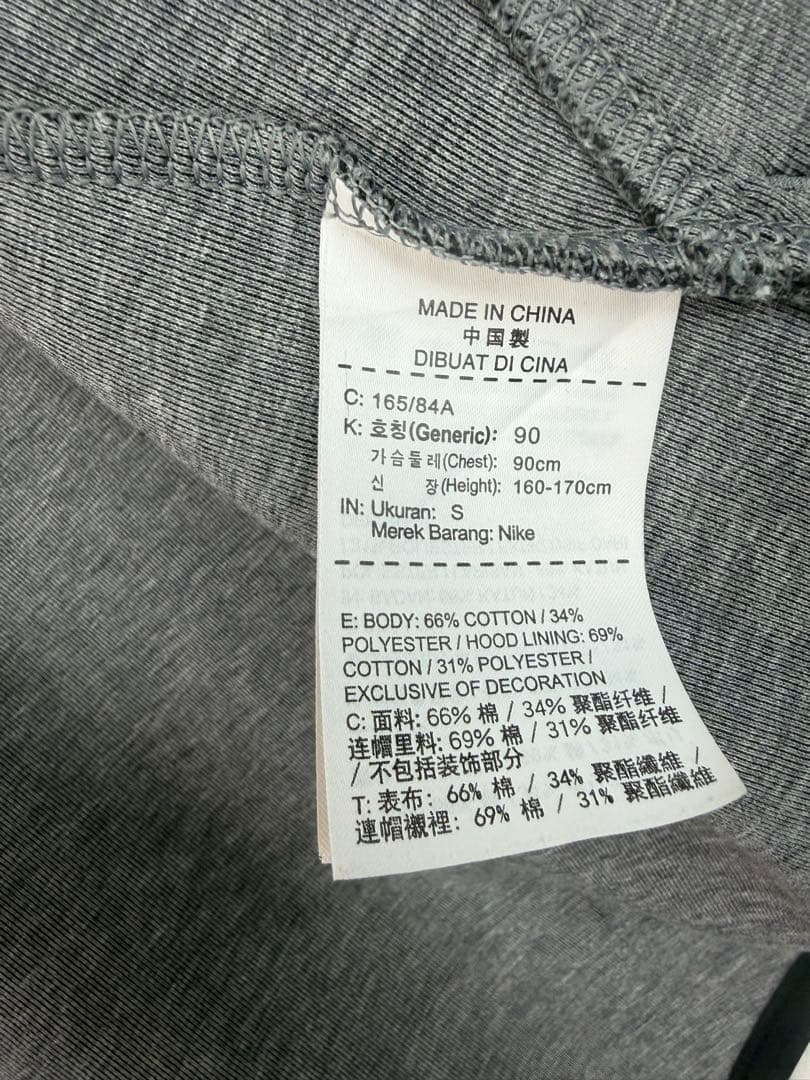 MADE IN CHINA
中国製
DIBUAT DI CINA
C: 165/84A
K: 호칭(Generic): 90
가슴둘레(Chest): 90cm
신 장(Height): 160-170cm
IN: Ukuran: S
Merek Barang: Nike
E: BODY: 66% COTTON / 34%
POLYESTER / HOOD LINING: 69%
COTTON / 31% POLYESTER /
EXCLUSIVE OF DECORATION
C: 面料: 66% 棉 / 34% 聚酯纤维 /
连帽里料: 69% 棉 / 31% 聚酯纤维
/ 不包括装饰部分
T: 表布: 66% 棉 / 34% 聚酯纖維 /
連帽襯裡: 69% 棉 / 31% 聚酯纖維